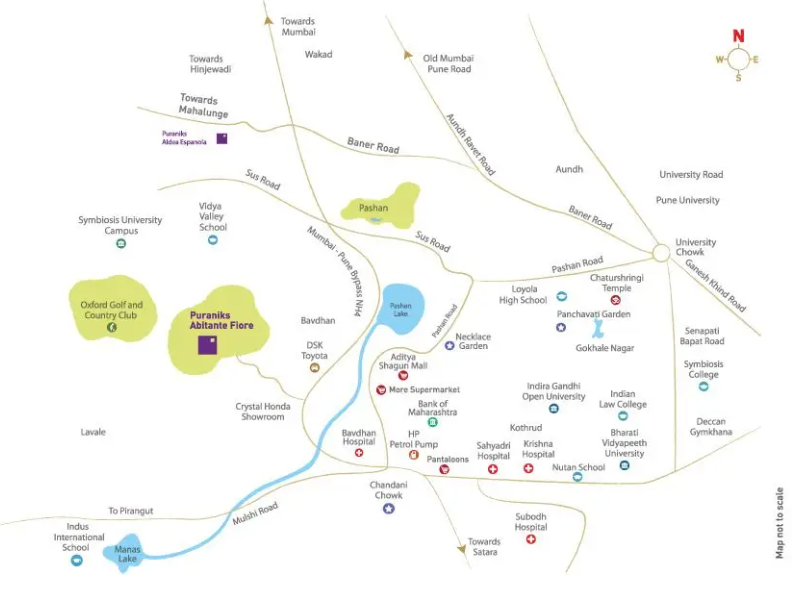 Towards
Mumbai
N
W
E
S
Wakad
Towards
Hinjewadi
Old Mumbai
Pune Road
Towards
Mahalunge
Puraniks
Aldea Espanola
Baner Road
Aundh Ravet Road
Aundh
University Road
Pune University
Sus Road
Pashan
Baner Road
Vidya
Valley
School
Symbiosis University
Campus
Mumbai - Pune Bypass NH4
Sus Road
University
Chowk
Pashan Road
Ganesh Khind Road
Chaturshringi
Temple
Loyola
High School
Oxford Golf and
Country Club
Puraniks
Abitante Fiore
Pashan
Lake
Pashan Road
Bavdhan
Panchavati Garden
Gokhale Nagar
Senapati
Bapat Road
Necklace
Garden
DSK
Toyota
Aditya
Shagun Mall
Symbiosis
College
More Supermarket
Indira Gandhi
Open University
Indian
Law College
Crystal Honda
Showroom
Bank of
Maharashtra
Deccan
Gymkhana
Lavale
Bavdhan
Hospital
HP
Petrol Pump
Kothrud
Sahyadri
Hospital
Krishna
Hospital
Bharati
Vidyapeeth
University
Pantaloons
Nutan School
Chandani
Chowk
To Pirangut
Mulshi Road
Subodh
Hospital
Indus
International
School
Manas
Lake
Towards
Satara
Map not to scale